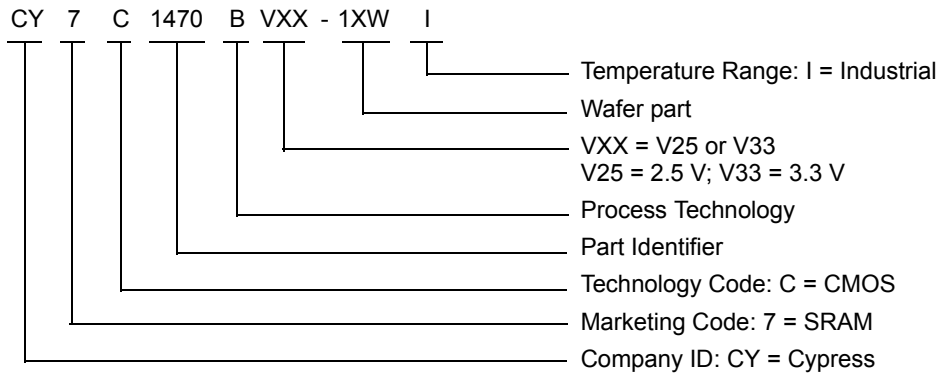 CY 7 C 1470 B VXX - 1XW I
Temperature Range: I = Industrial
Wafer part
VXX = V25 or V33
V25 = 2.5 V; V33 = 3.3 V
Process Technology
Part Identifier
Technology Code: C = CMOS
Marketing Code: 7 = SRAM
Company ID: CY = Cypress